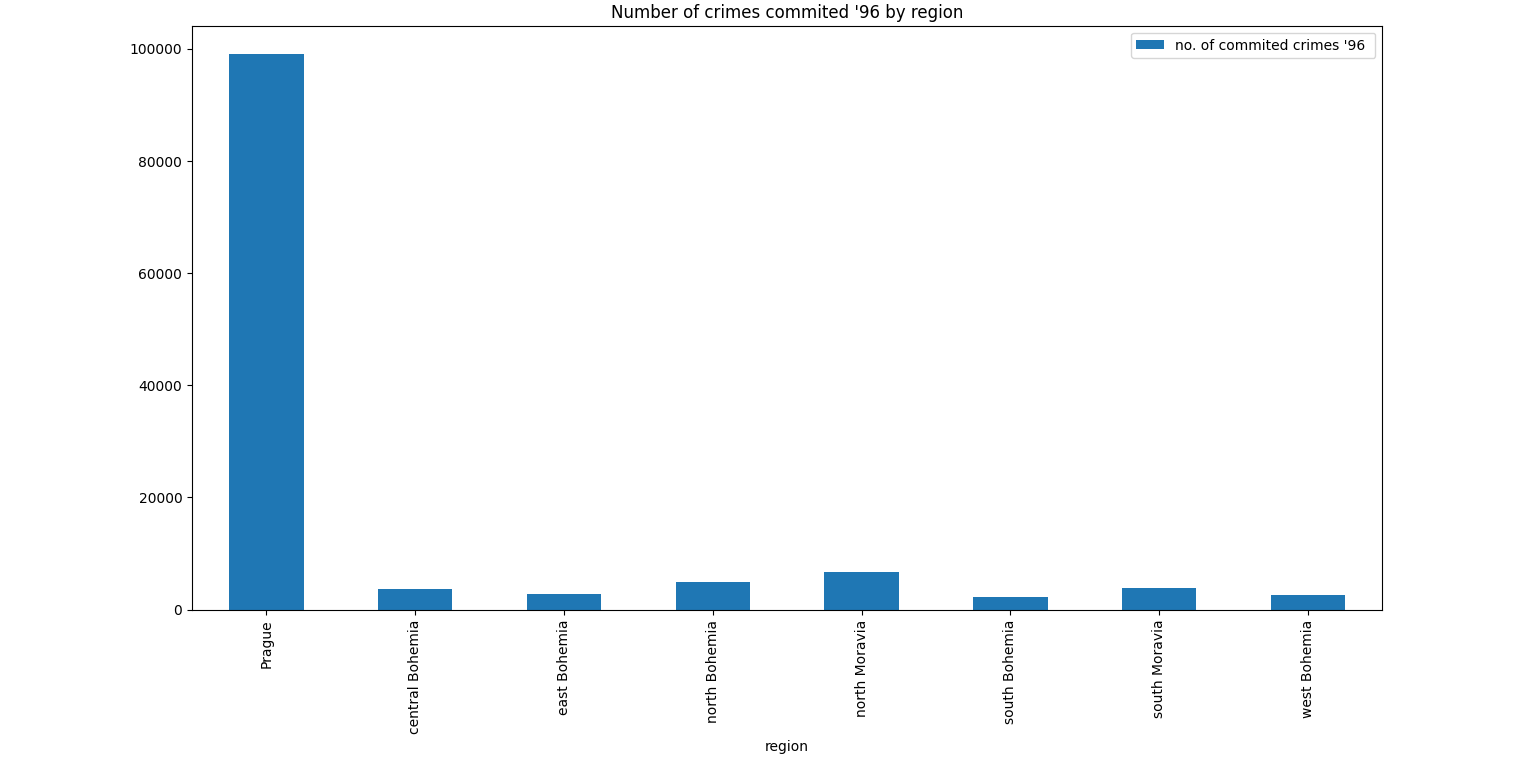 Number of crimes commited '96 by region
no. of commited crimes '96
100000
80000
60000
40000
20000
0
Prague
central Bohemia
east Bohemia
north Bohemia
north Moravia
south Bohemia
south Moravia
west Bohemia
region